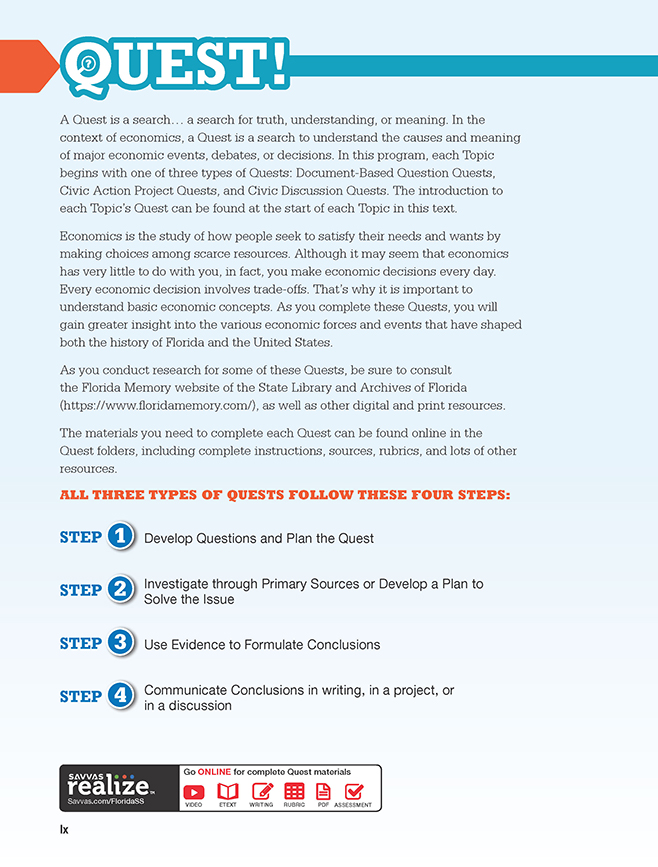 QUEST!
A Quest is a search… a search for truth, understanding, or meaning. In the
context of economics, a Quest is a search to understand the causes and meaning
of major economic events, debates, or decisions. In this program, each Topic
begins with one of three types of Quests: Document-Based Question Quests,
Civic Action Project Quests, and Civic Discussion Quests. The introduction to
each Topic's Quest can be found at the start of each Topic in this text.
Economics is the study of how people seek to satisfy their needs and wants by
making choices among scarce resources. Although it may seem that economics
has very little to do with you, in fact, you make economic decisions every day.
Every economic decision involves trade-offs. That's why it is important to
understand basic economic concepts. As you complete these Quests, you will
gain greater insight into the various economic forces and events that have shaped
both the history of Florida and the United States.
As you conduct research for some of these Quests, be sure to consult
the Florida Memory website of the State Library and Archives of Florida
(https://www.floridamemory.com/), as well as other digital and print resources.
The materials you need to complete each Quest can be found online in the
Quest folders, including complete instructions, sources, rubrics, and lots of other
resources.
ALL THREE TYPES OF QUESTS FOLLOW THESE FOUR STEPS:
STEP 1 Develop Questions and Plan the Quest
STEP 2 Investigate through Primary Sources or Develop a Plan to
Solve the Issue
STEP 3 Use Evidence to Formulate Conclusions
STEP 4 Communicate Conclusions in writing, in a project, or
in a discussion
SAVVAS
realize™
Savvas.com/FloridaSS
Go ONLINE for complete Quest materials
VIDEO ETEXT WRITING RUBRIC PDF ASSESSMENT
lx